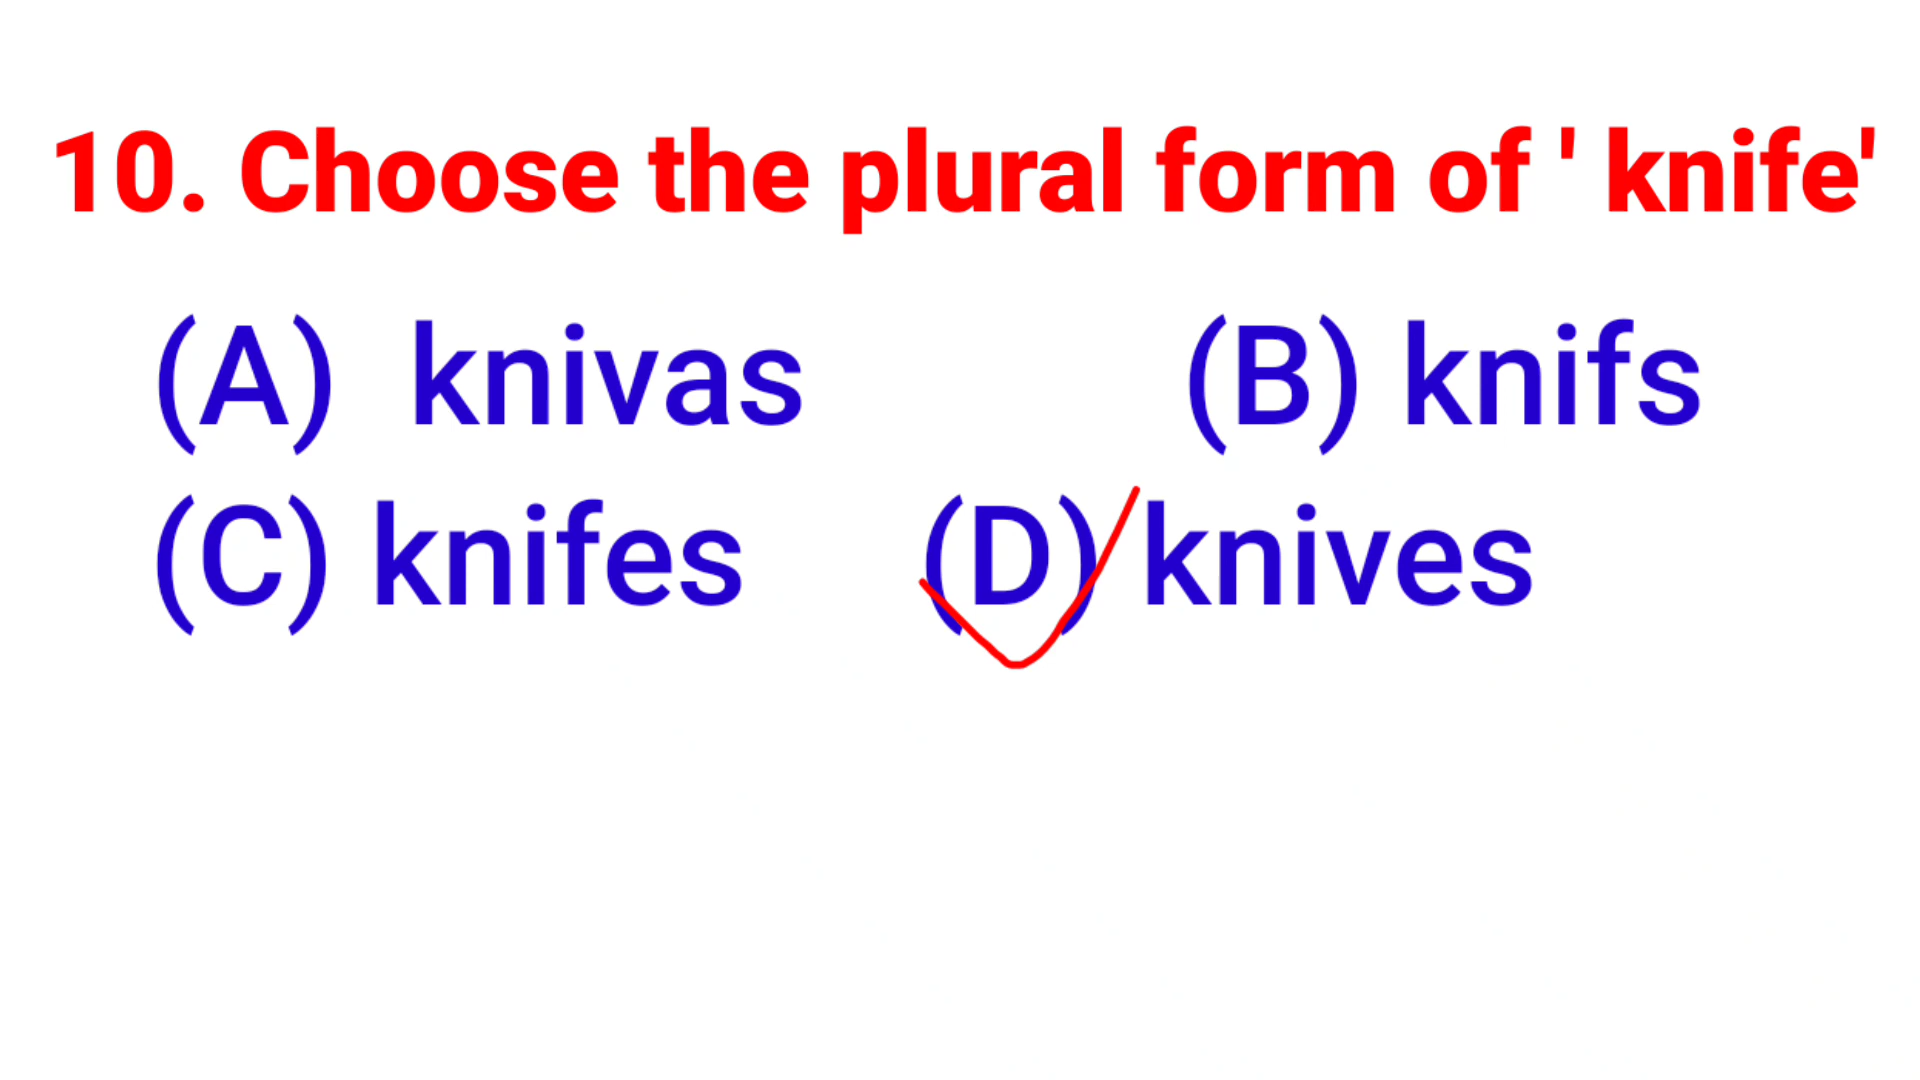 10. Choose the plural form of ' knife'
(A) knivas (B) knifs
(C) knifes (D) knives